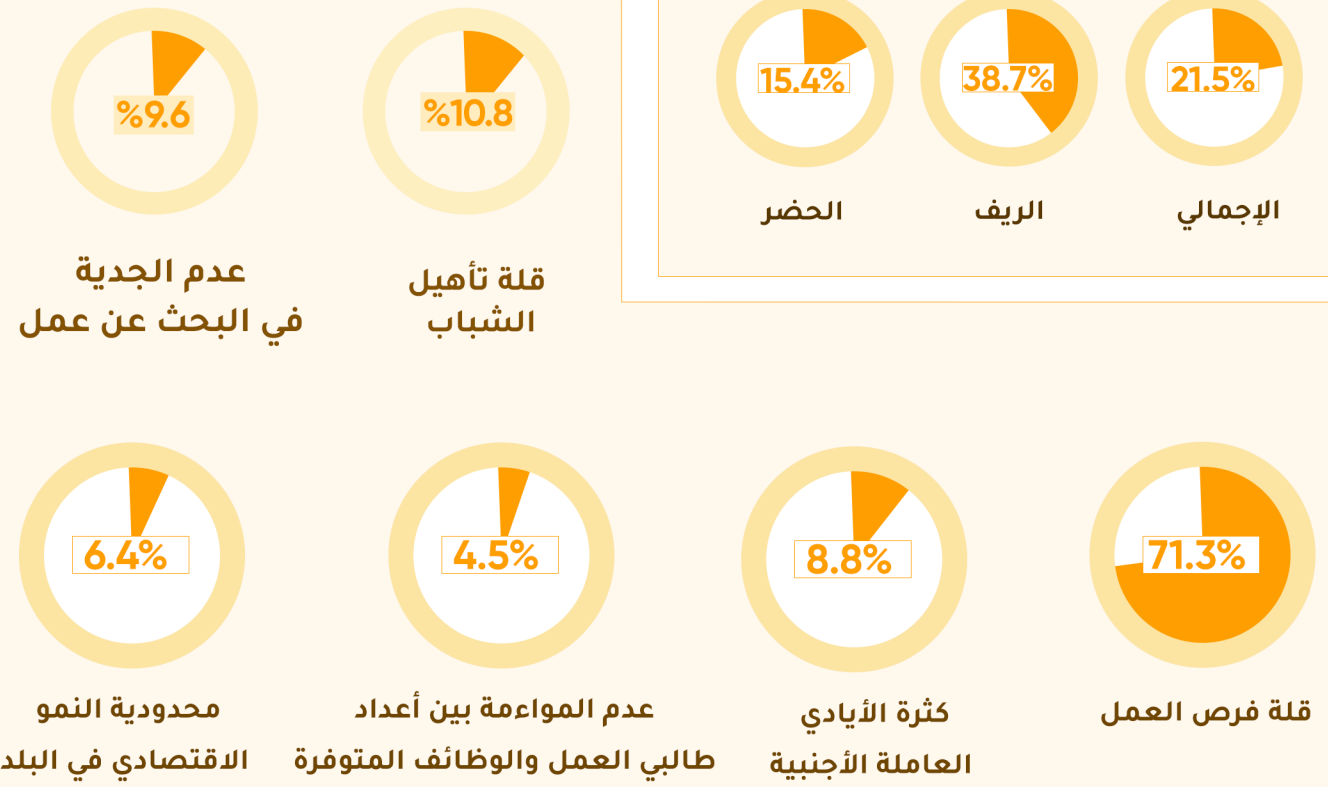 21.5%
الإجمالي
38.7%
الريف
15.4%
الحضر
%10.8
قلة تأهيل
الشباب
%9.6
عدم الجدية
في البحث عن عمل
71.3%
قلة فرص العمل
8.8%
كثرة الأيادي
العاملة الأجنبية
4.5%
عدم المواءمة بين أعداد
طالبي العمل والوظائف المتوفرة
6.4%
محدودية النمو
الاقتصادي في البلد